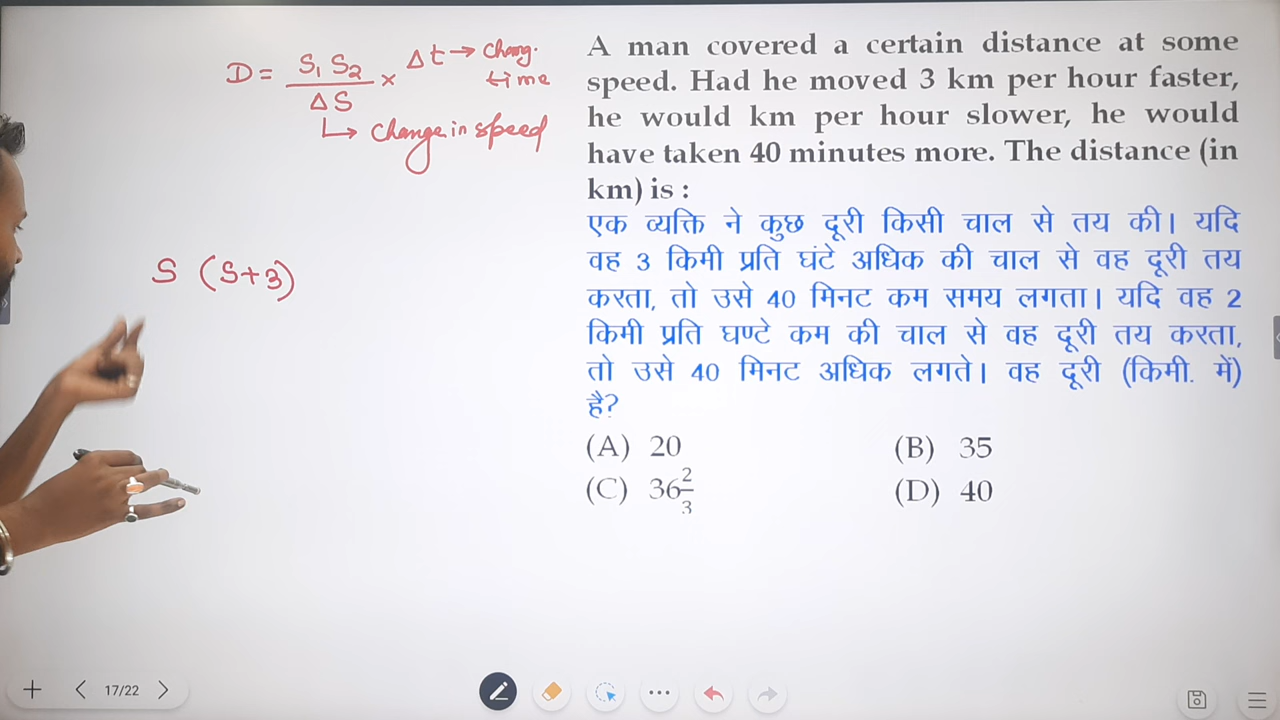 D = S₁ S₂ / ΔS × Δt → Chang.
time
↳ Change in speed
S (S+3)
A man covered a certain distance at some
speed. Had he moved 3 km per hour faster,
he would km per hour slower, he would
have taken 40 minutes more. The distance (in
km) is :
एक व्यक्ति ने कुछ दूरी किसी चाल से तय की। यदि
वह 3 किमी प्रति घंटे अधिक की चाल से वह दूरी तय
करता, तो उसे 40 मिनट कम समय लगता। यदि वह 2
किमी प्रति घण्टे कम की चाल से वह दूरी तय करता,
तो उसे 40 मिनट अधिक लगते। वह दूरी (किमी. में)
है?
(A) 20 (B) 35
(C) 36 2/3 (D) 40
17/22